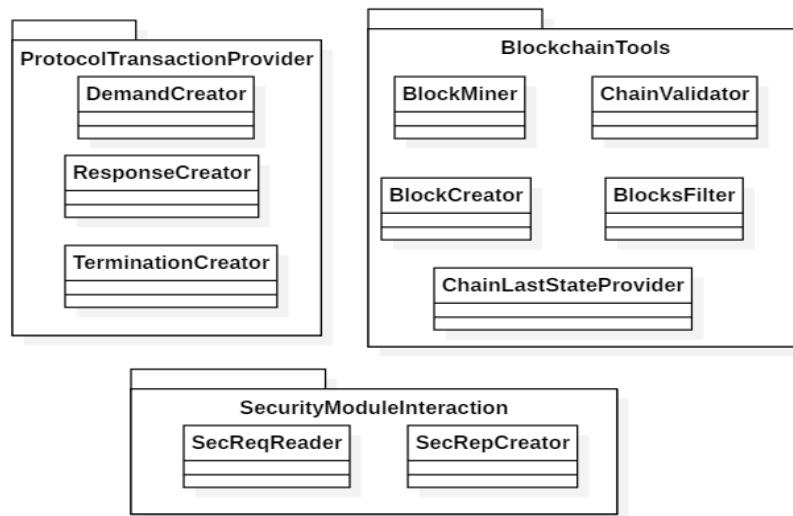 ProtocolTransactionProvider
DemandCreator
ResponseCreator
TerminationCreator
BlockchainTools
BlockMiner
ChainValidator
BlockCreator
BlocksFilter
ChainLastStateProvider
SecurityModuleInteraction
SecReqReader
SecRepCreator